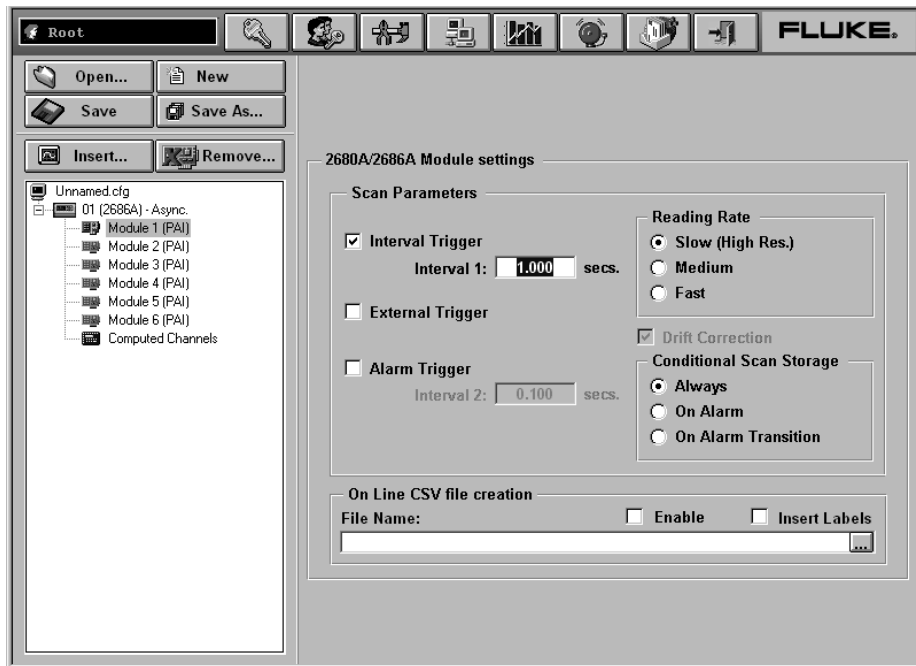 Root
FLUKE®
Open...
New
Save
Save As...
Insert...
Remove...
Unnamed.cfg
01 (2686A) - Async.
Module 1 (PAI)
Module 2 (PAI)
Module 3 (PAI)
Module 4 (PAI)
Module 5 (PAI)
Module 6 (PAI)
Computed Channels
2680A/2686A Module settings
Scan Parameters
Interval Trigger
Interval 1: 1.000 secs.
External Trigger
Alarm Trigger
Interval 2: 0.100 secs.
Reading Rate
Slow (High Res.)
Medium
Fast
Drift Correction
Conditional Scan Storage
Always
On Alarm
On Alarm Transition
On Line CSV file creation
File Name: Enable Insert Labels
...